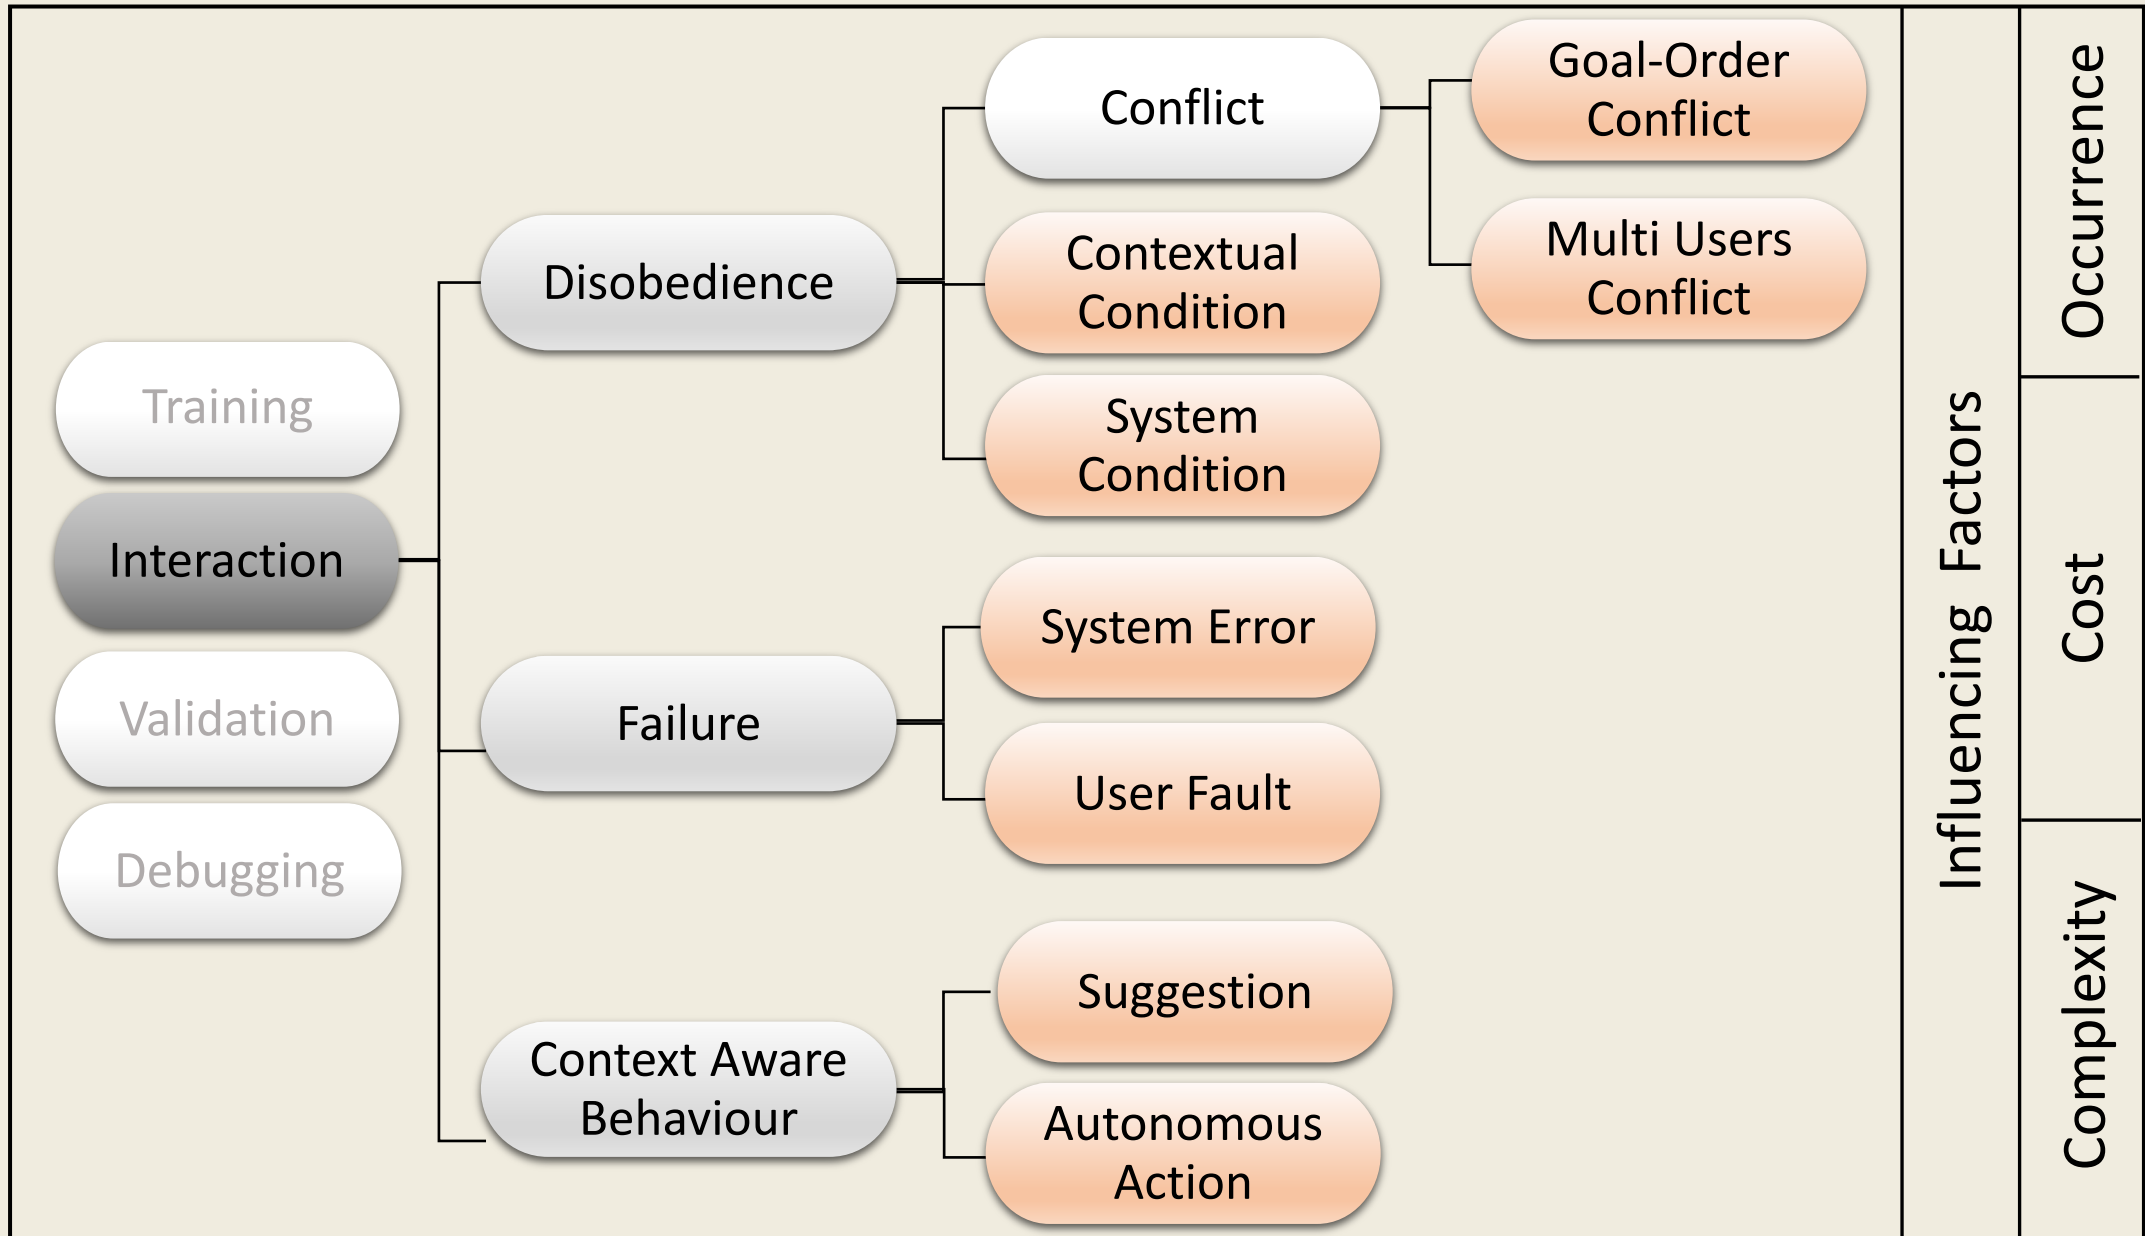 Training
Interaction
Validation
Debugging
Disobedience
Failure
Context Aware
Behaviour
Conflict
Contextual
Condition
System
Condition
System Error
User Fault
Suggestion
Autonomous
Action
Goal-Order
Conflict
Multi Users
Conflict
Influencing Factors
Occurrence
Cost
Complexity